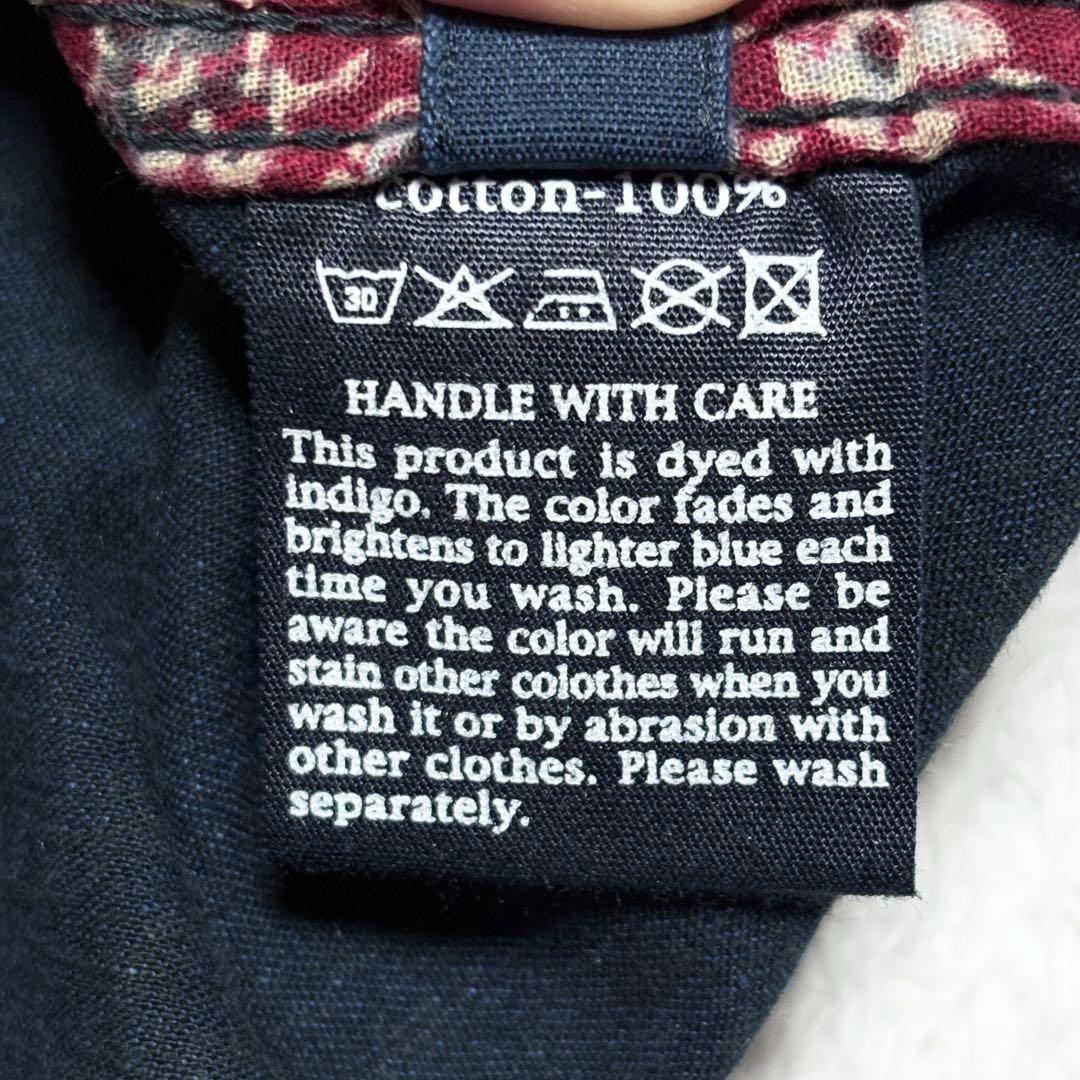 cotton-100%
30
HANDLE WITH CARE
This product is dyed with
indigo. The color fades and
brightens to lighter blue each
time you wash. Please be
aware the color will run and
stain other colothes when you
wash it or by abrasion with
other clothes. Please wash
separately.